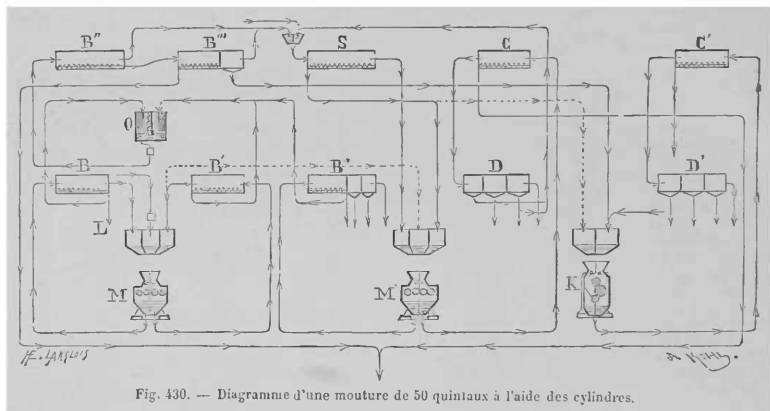 B" B"' S C C'
O
B B' B" D D'
L
M M' K
E. LANGLOIS
Fig. 430. — Diagramme d'une mouture de 50 quintaux à l'aide des cylindres.